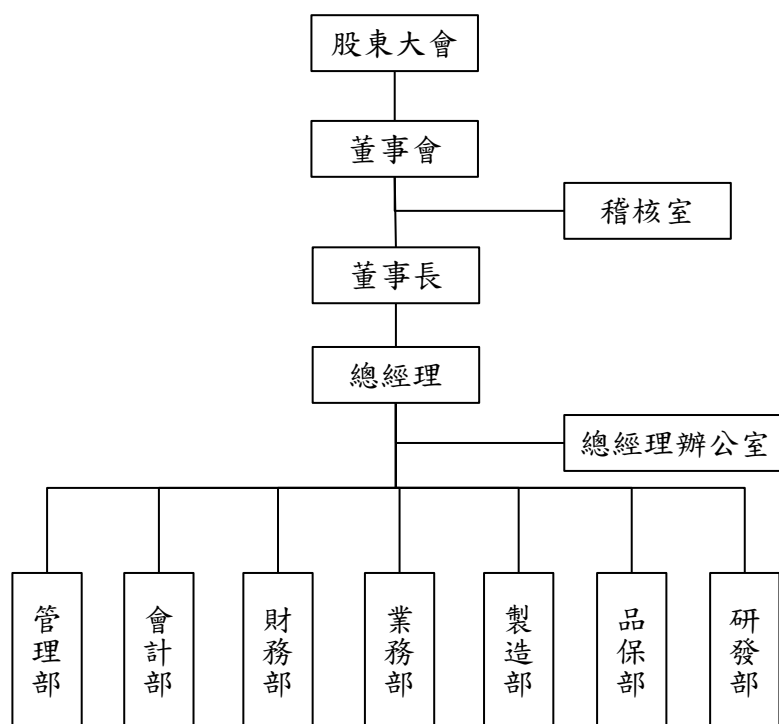 股東大會
董事會
稽核室
董事長
總經理
總經理辦公室
管理部
會計部
財務部
業務部
製造部
品保部
研發部